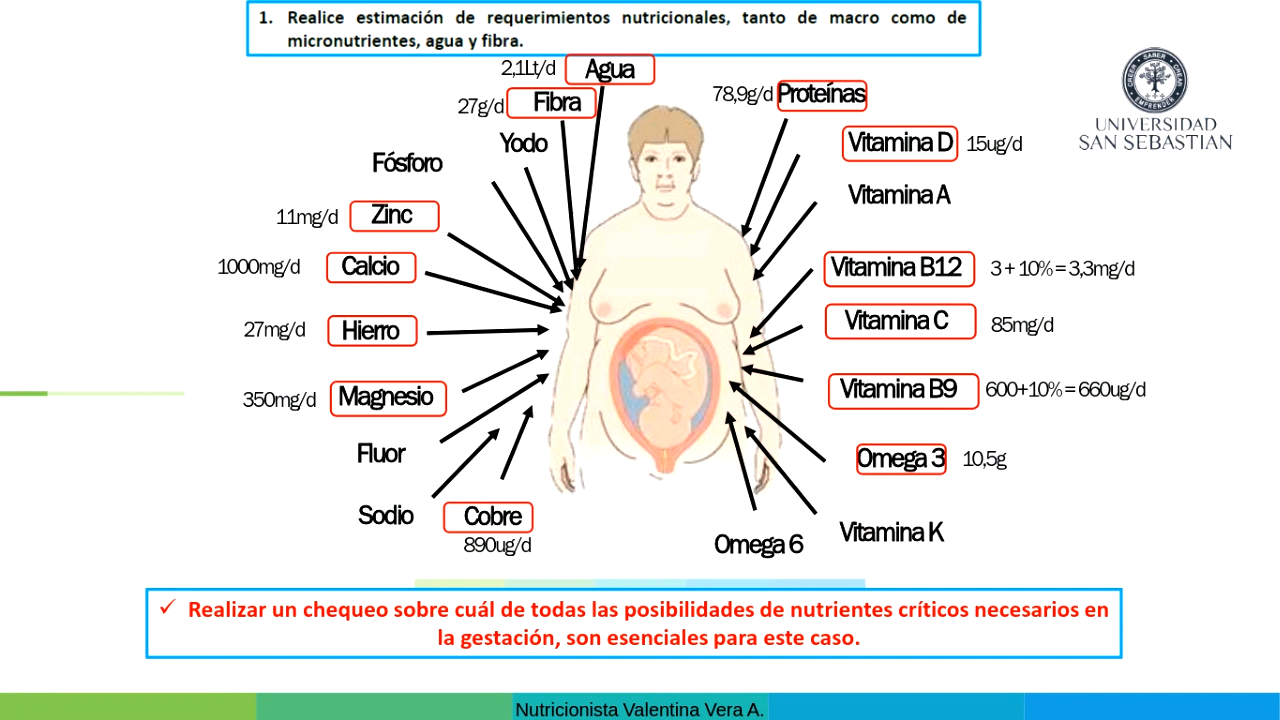 1. Realice estimación de requerimientos nutricionales, tanto de macro como de
micronutrientes, agua y fibra.
2,1Lt/d Agua
27g/d Fibra
Yodo
Fósforo
11mg/d Zinc
1000mg/d Calcio
27mg/d Hierro
350mg/d Magnesio
Fluor
Sodio
Cobre
890ug/d
78,9g/d Proteínas
Vitamina D 15ug/d
Vitamina A
Vitamina B12 3 + 10% = 3,3mg/d
Vitamina C 85mg/d
Vitamina B9 600+10% = 660ug/d
Omega 3 10,5g
Vitamina K
Omega 6
CREER SABER CREAR
EMPRENDER
UNIVERSIDAD
SAN SEBASTIAN
✓ Realizar un chequeo sobre cuál de todas las posibilidades de nutrientes críticos necesarios en
la gestación, son esenciales para este caso.
Nutricionista Valentina Vera A.